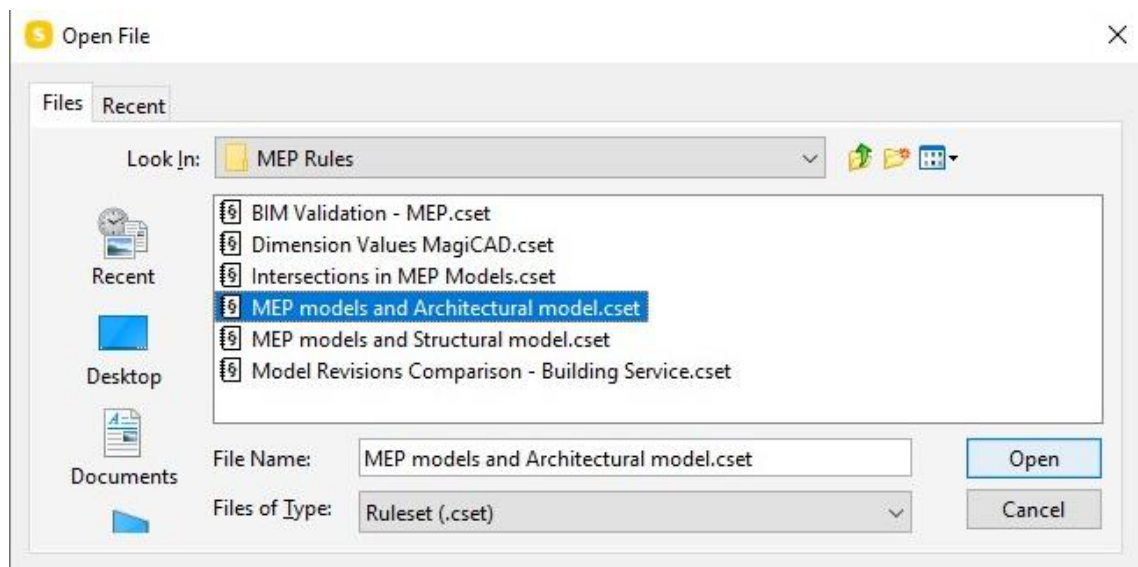 S Open File
Files Recent
Look In: MEP Rules
BIM Validation - MEP.cset
Dimension Values MagiCAD.cset
Intersections in MEP Models.cset
MEP models and Architectural model.cset
MEP models and Structural model.cset
Model Revisions Comparison - Building Service.cset
Recent
Desktop
Documents
File Name: MEP models and Architectural model.cset Open
Files of Type: Ruleset (.cset) Cancel